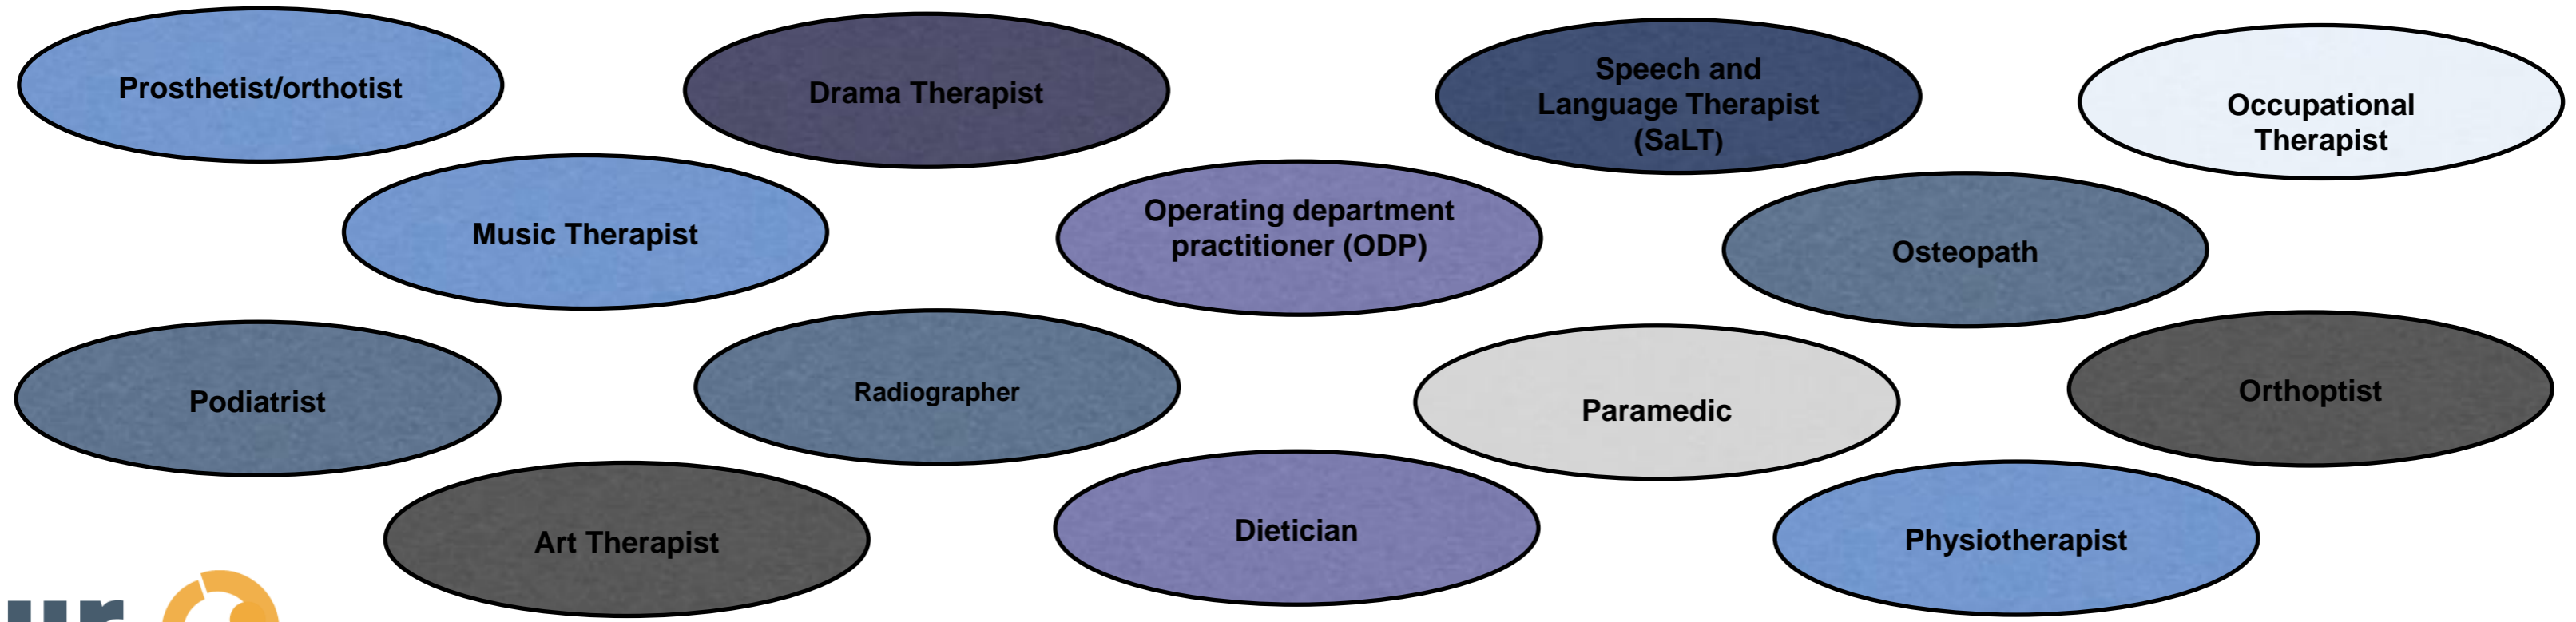 Prosthetist/orthotist
Drama Therapist
Speech and
Language Therapist
(SaLT)
Occupational
Therapist
Music Therapist
Operating department
practitioner (ODP)
Osteopath
Podiatrist
Radiographer
Paramedic
Orthoptist
Art Therapist
Dietician
Physiotherapist